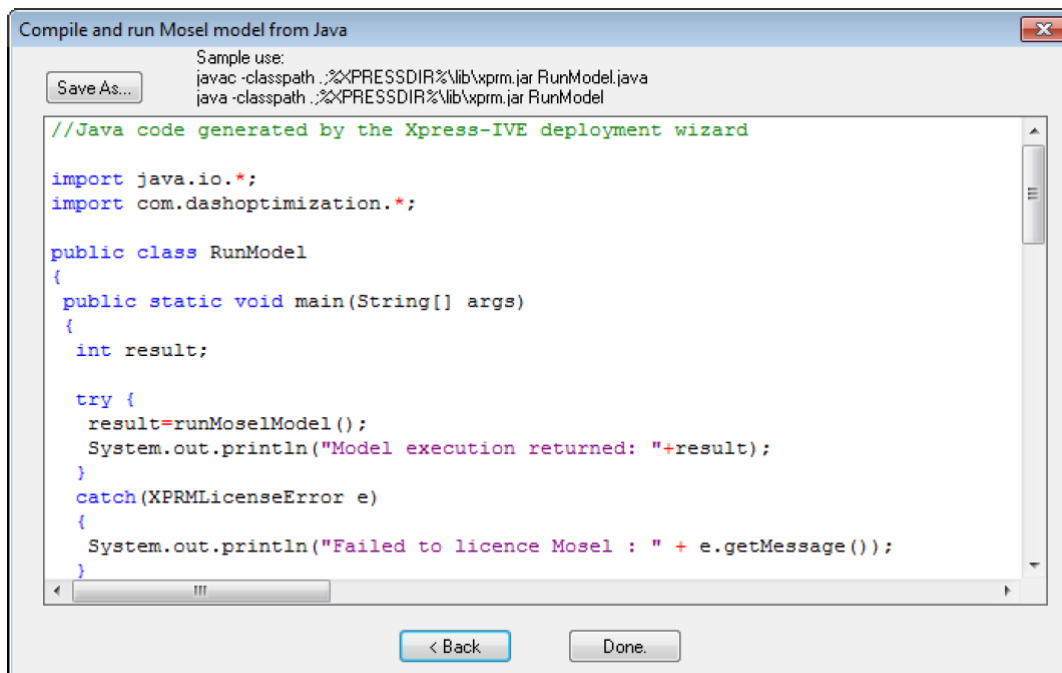 Compile and run Mosel model from Java
Sample use:
javac -classpath .;%XPRESSDIR%\lib\xprm.jar RunModel.java
java -classpath .;%XPRESSDIR%\lib\xprm.jar RunModel
Save As...
//Java code generated by the Xpress-IVE deployment wizard
import java.io.*;
import com.dashoptimization.*;
public class RunModel
{
public static void main(String[] args)
{
int result;
try {
result=runMoselModel();
System.out.println("Model execution returned: "+result);
}
catch(XPRMLicenseError e)
{
System.out.println("Failed to licence Mosel : " + e.getMessage());
}
< Back
Done.